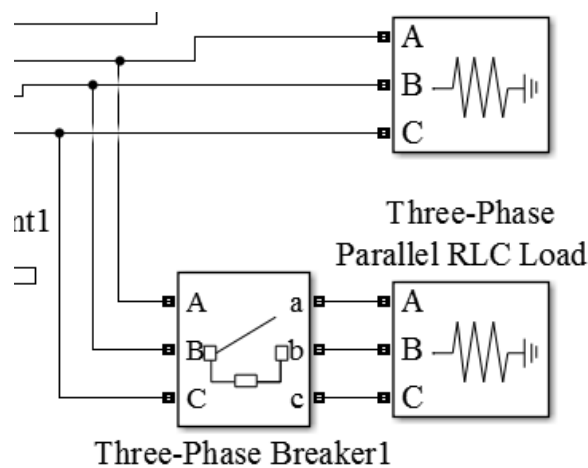 A
B
C
nt1
Three-Phase
Parallel RLC Load
A a A
B b B
C c C
Three-Phase Breaker1